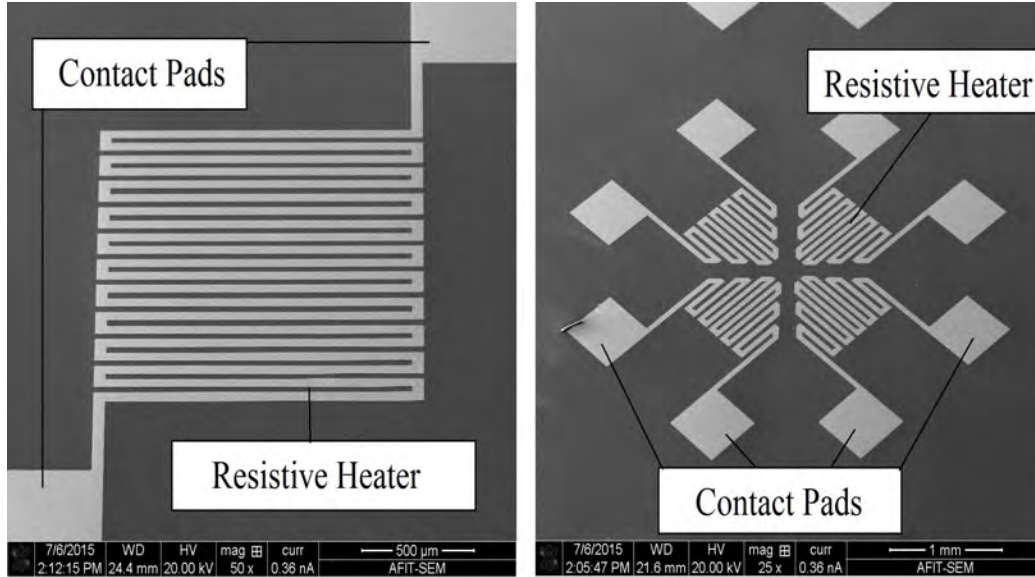 Contact Pads
Resistive Heater
7/6/2015 WD HV mag curr 500 µm
2:12:15 PM 24.4 mm 20.00 kV 50 x 0.36 nA AFIT-SEM
Resistive Heater
Contact Pads
7/6/2015 WD HV mag curr 1 mm
2:05:47 PM 21.6 mm 20.00 kV 25 x 0.36 nA AFIT-SEM